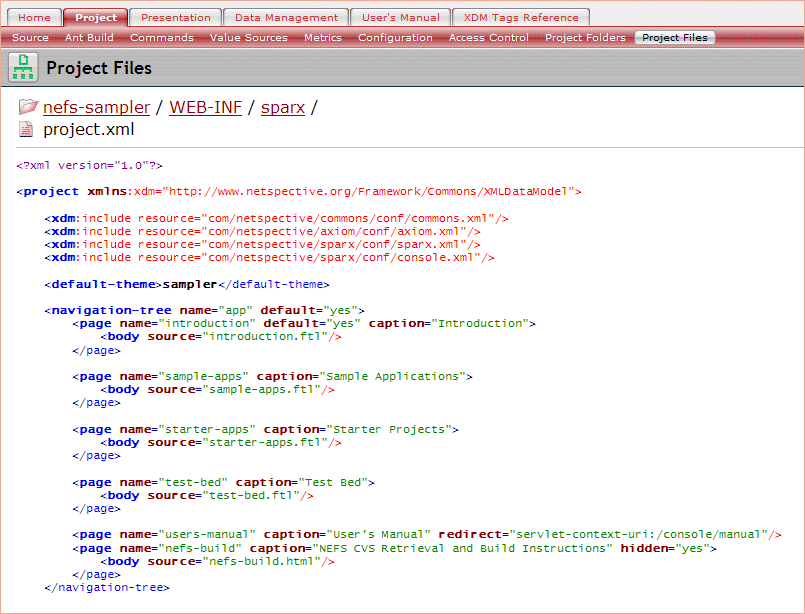 Home Project Presentation Data Management User's Manual XDM Tags Reference
Source Ant Build Commands Value Sources Metrics Configuration Access Control Project Folders Project Files
Project Files
nefs-sampler / WEB-INF / sparx /
project.xml
<?xml version="1.0"?>
<project xmlns:xdm="http://www.netspective.org/Framework/Commons/XMLDataModel">
<xdm:include resource="com/netspective/commons/conf/commons.xml"/>
<xdm:include resource="com/netspective/axiom/conf/axiom.xml"/>
<xdm:include resource="com/netspective/sparx/conf/sparx.xml"/>
<xdm:include resource="com/netspective/sparx/conf/console.xml"/>
<default-theme>sampler</default-theme>
<navigation-tree name="app" default="yes">
<page name="introduction" default="yes" caption="Introduction">
<body source="introduction.ftl"/>
</page>
<page name="sample-apps" caption="Sample Applications">
<body source="sample-apps.ftl"/>
</page>
<page name="starter-apps" caption="Starter Projects">
<body source="starter-apps.ftl"/>
</page>
<page name="test-bed" caption="Test Bed">
<body source="test-bed.ftl"/>
</page>
<page name="users-manual" caption="User's Manual" redirect="servlet-context-uri:/console/manual"/>
<page name="nefs-build" caption="NEFS CVS Retrieval and Build Instructions" hidden="yes">
<body source="nefs-build.html"/>
</page>
</navigation-tree>